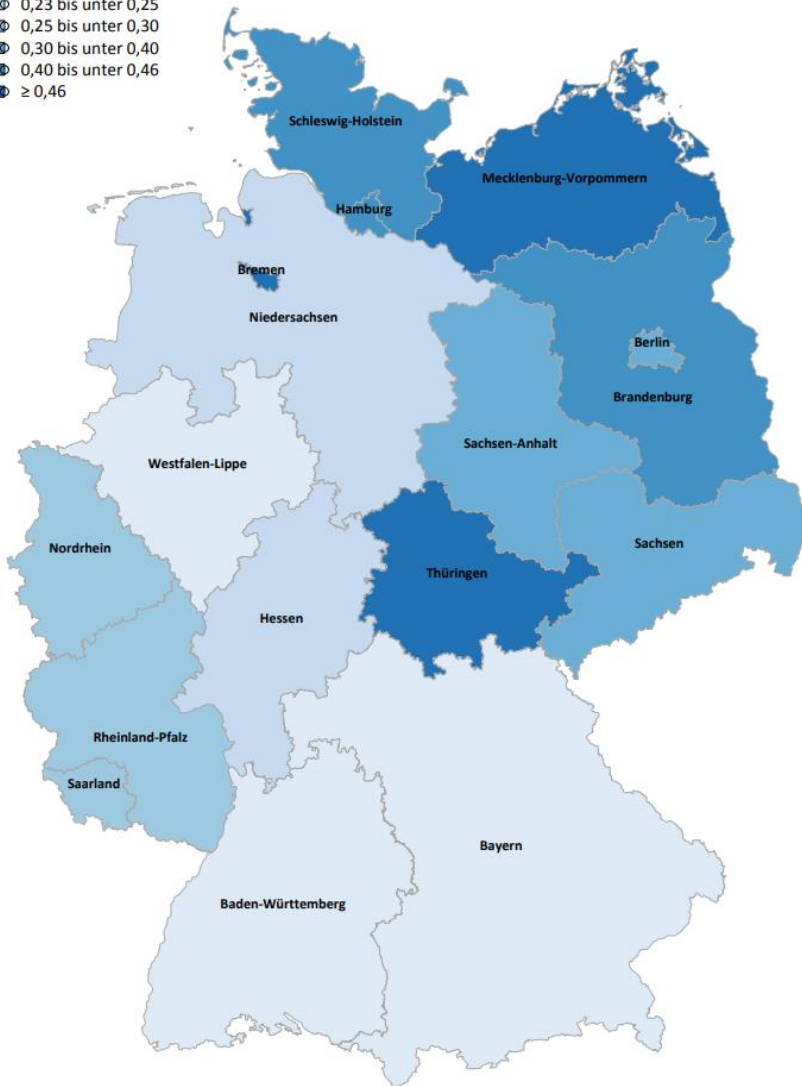 0,23 bis unter 0,25
0,25 bis unter 0,30
0,30 bis unter 0,40
0,40 bis unter 0,46
≥ 0,46
Schleswig-Holstein
Mecklenburg-Vorpommern
Hamburg
Bremen
Niedersachsen
Berlin
Brandenburg
Sachsen-Anhalt
Westfalen-Lippe
Nordrhein
Sachsen
Thüringen
Hessen
Rheinland-Pfalz
Saarland
Bayern
Baden-Württemberg